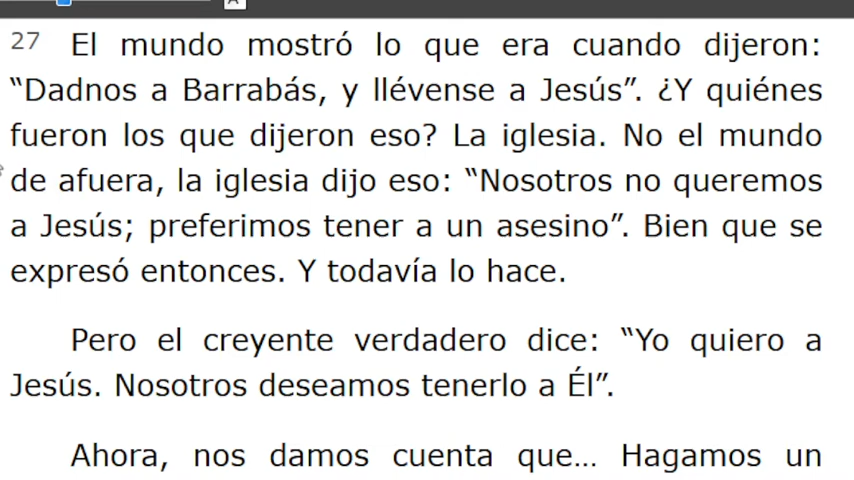 27 El mundo mostró lo que era cuando dijeron:
“Dadnos a Barrabás, y llévense a Jesús”. ¿Y quiénes
fueron los que dijeron eso? La iglesia. No el mundo
de afuera, la iglesia dijo eso: “Nosotros no queremos
a Jesús; preferimos tener a un asesino”. Bien que se
expresó entonces. Y todavía lo hace.
Pero el creyente verdadero dice: “Yo quiero a
Jesús. Nosotros deseamos tenerlo a Él”.
Ahora, nos damos cuenta que... Hagamos un